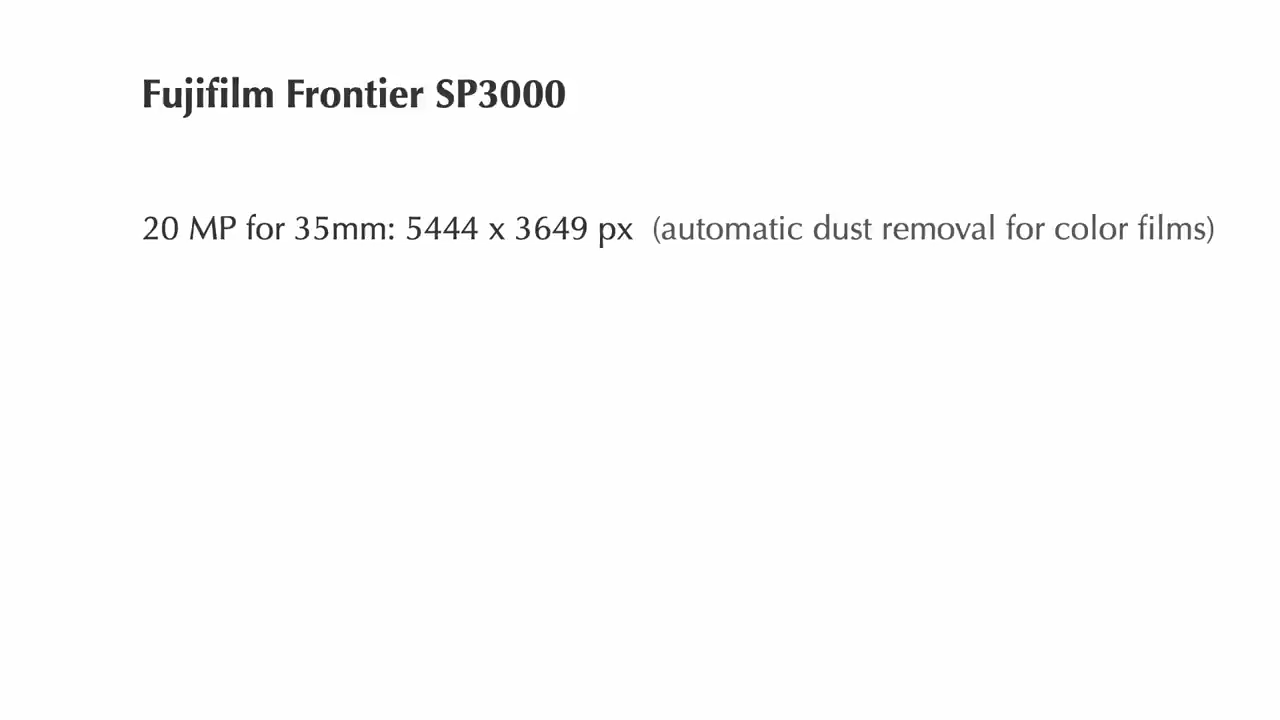 Fujifilm Frontier SP3000
20 MP for 35mm: 5444 x 3649 px (automatic dust removal for color films)